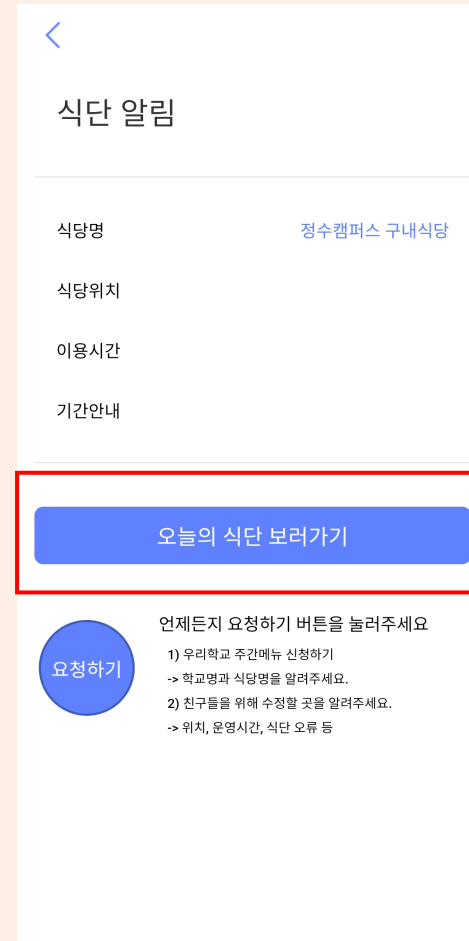 식단 알림
식당명 정수캠퍼스 구내식당
식당위치
이용시간
기간안내
오늘의 식단 보러가기
요청하기
언제든지 요청하기 버튼을 눌러주세요
1) 우리학교 주간메뉴 신청하기
-> 학교명과 식당명을 알려주세요.
2) 친구들을 위해 수정할 곳을 알려주세요.
-> 위치, 운영시간, 식단 오류 등